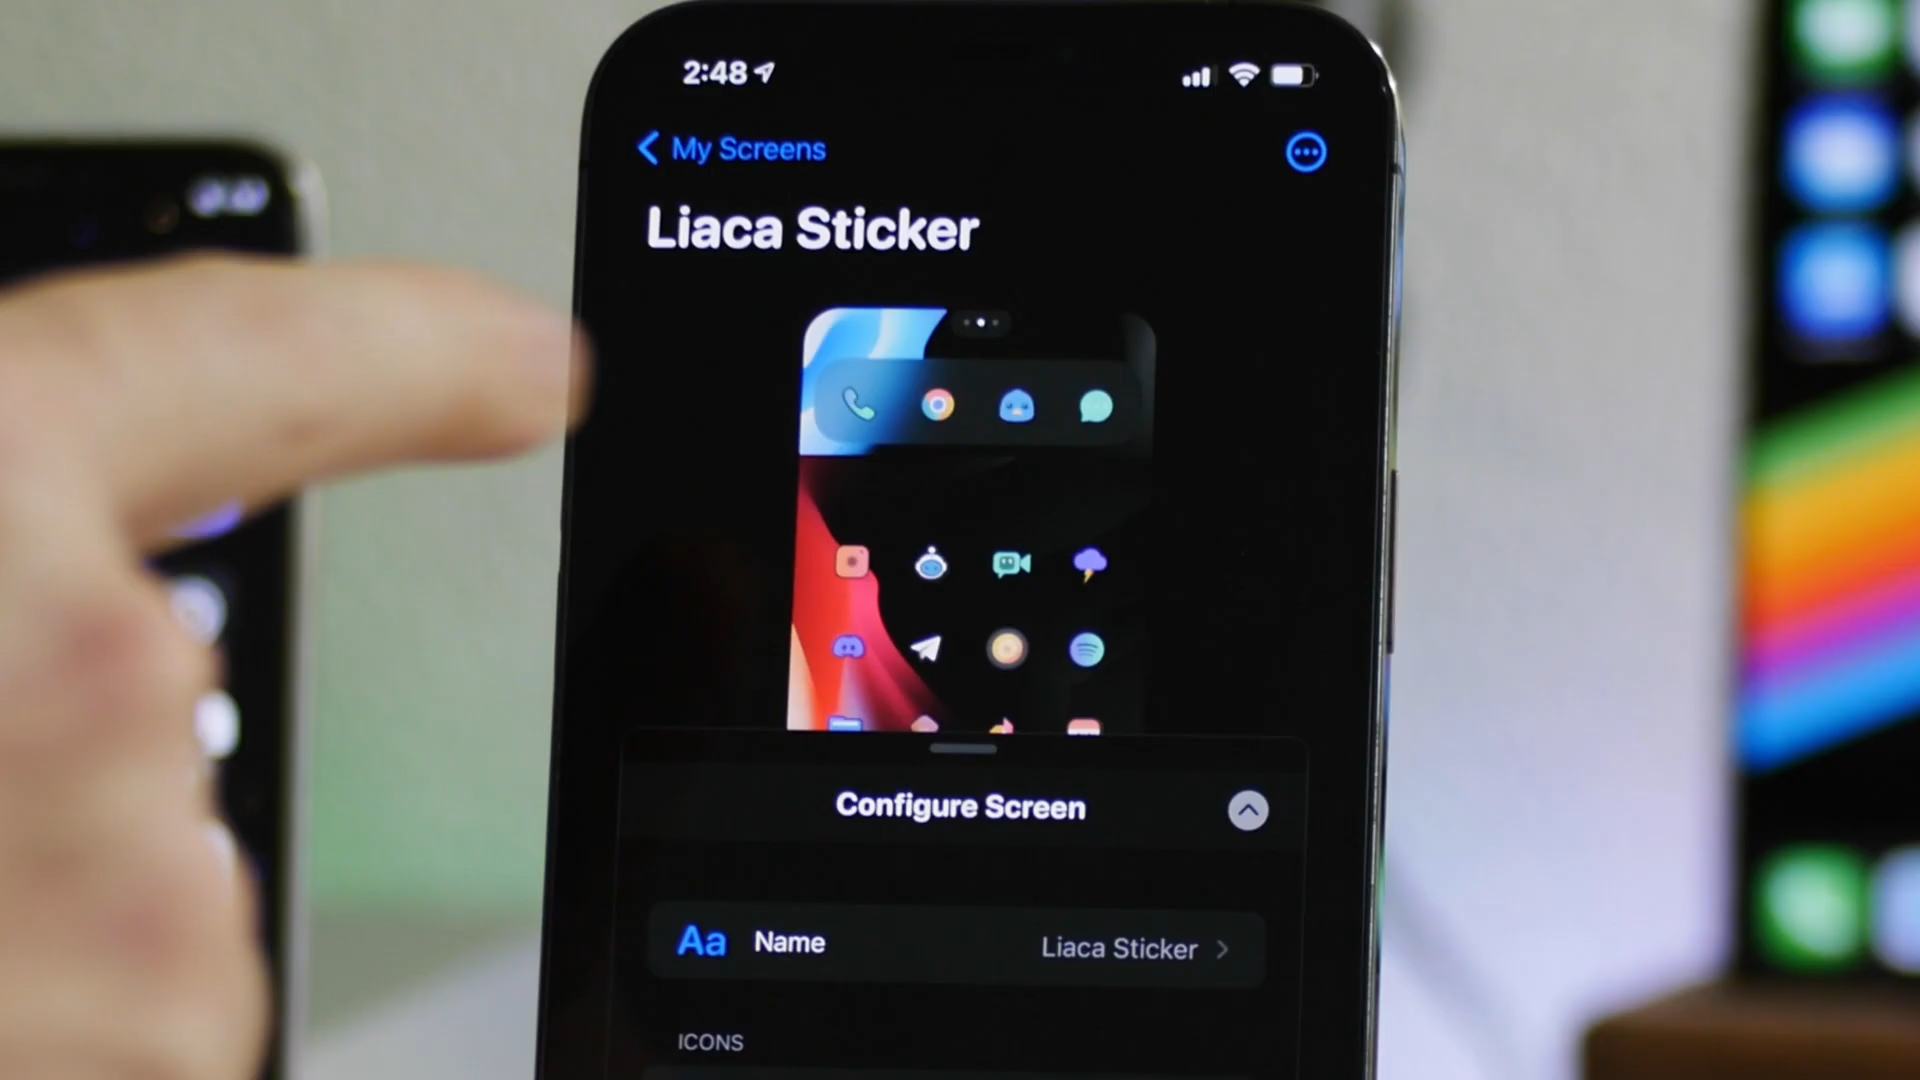 2:48
My Screens
Liaca Sticker
Configure Screen
Aa Name Liaca Sticker
ICONS